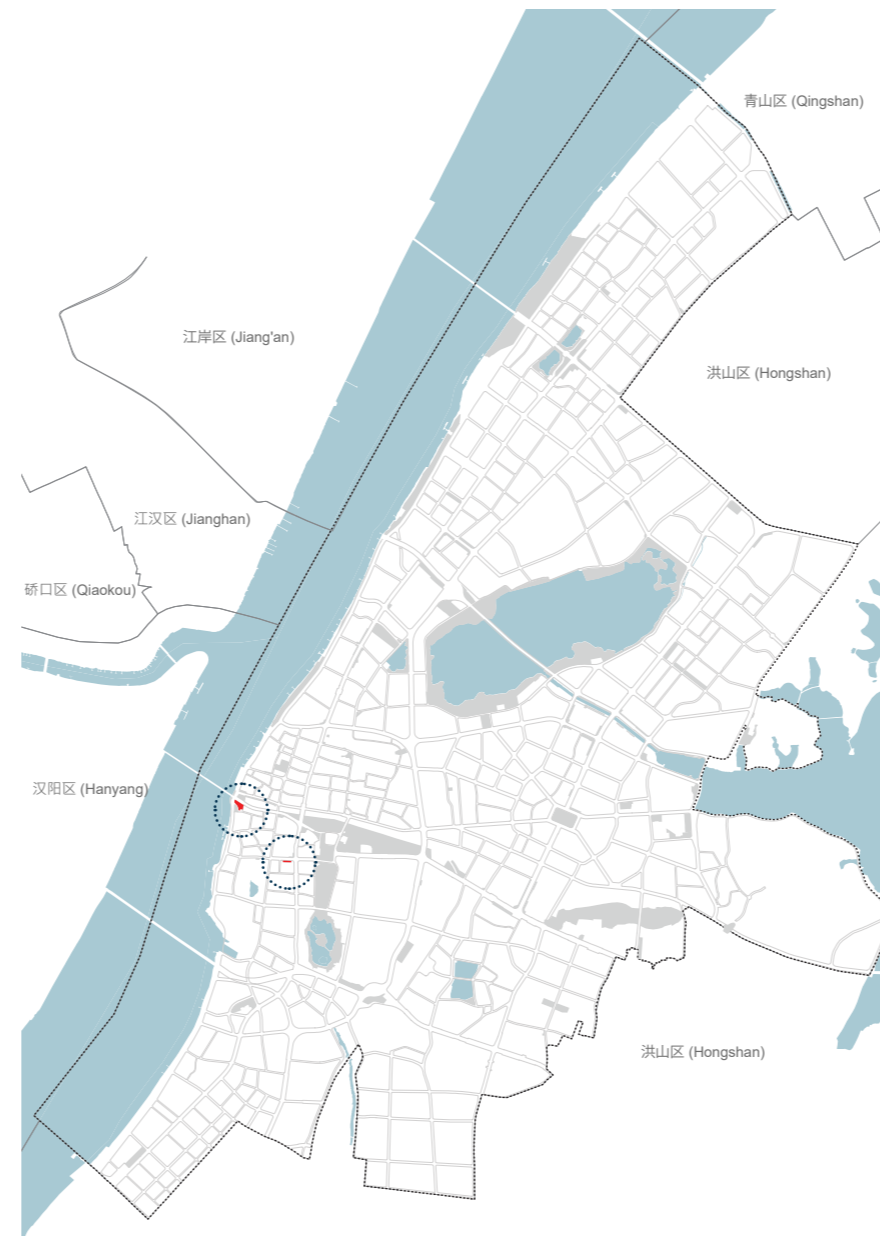 青山区 (Qingshan)
江岸区 (Jiang'an)
洪山区 (Hongshan)
江汉区 (Jianghan)
硚口区 (Qiaokou)
汉阳区 (Hanyang)
洪山区 (Hongshan)